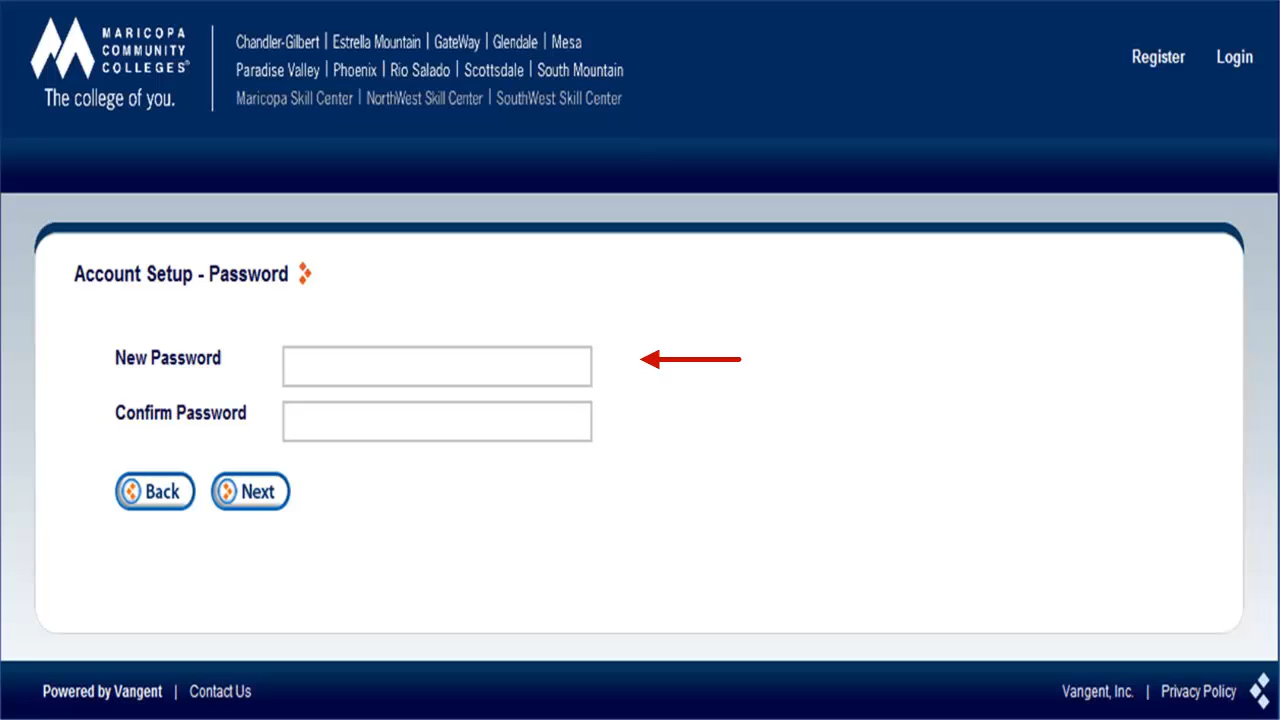 MARICOPA
COMMUNITY
COLLEGES®
The college of you.
Chandler-Gilbert | Estrella Mountain | GateWay | Glendale | Mesa
Paradise Valley | Phoenix | Rio Salado | Scottsdale | South Mountain
Maricopa Skill Center | NorthWest Skill Center | SouthWest Skill Center
Register Login
Account Setup - Password
New Password
Confirm Password
Back Next
Powered by Vangent | Contact Us
Vangent, Inc. | Privacy Policy